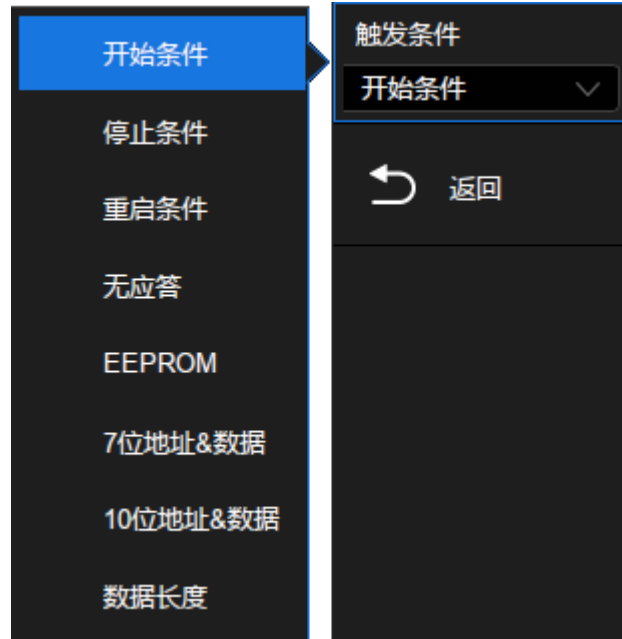 开始条件
停止条件
重启条件
无应答
EEPROM
7位地址&数据
10位地址&数据
数据长度
触发条件
开始条件
返回